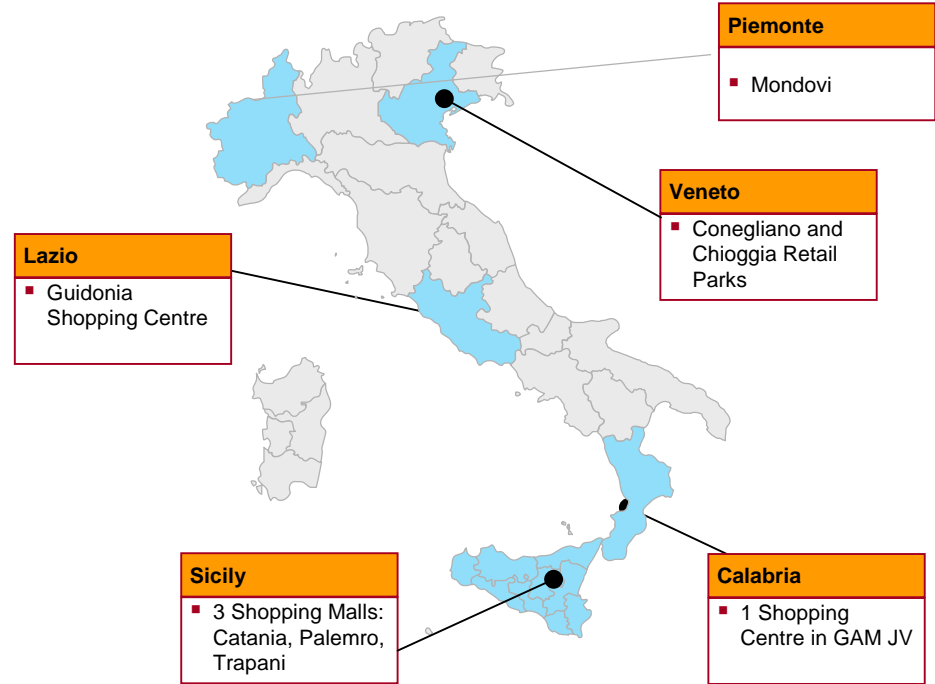 Piemonte
■ Mondovi
Veneto
■ Conegliano and
Chioggia Retail
Parks
Lazio
■ Guidonia
Shopping Centre
Sicily
■ 3 Shopping Malls:
Catania, Palemro,
Trapani
Calabria
■ 1 Shopping
Centre in GAM JV